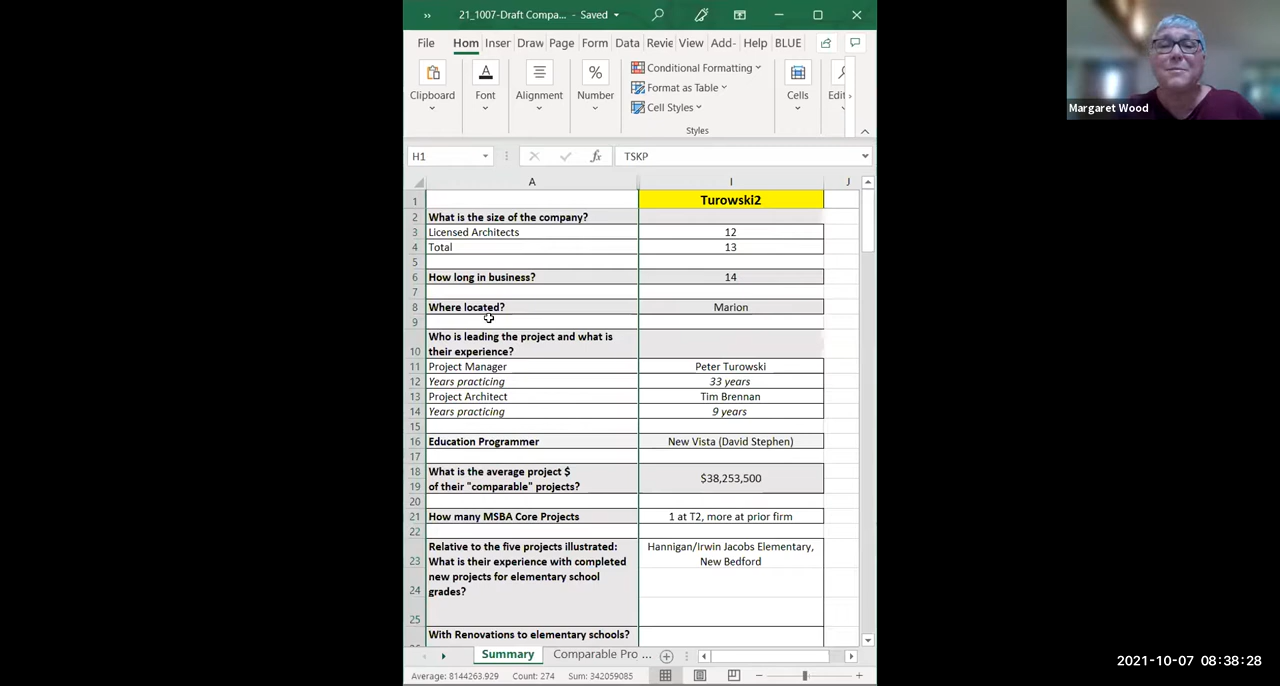 21_1007-Draft Compa... - Saved
File Hom Inser Draw Page Form Data Revie View Add- Help BLUE
Clipboard Font Alignment Number Conditional Formatting Format as Table Cell Styles Cells Edit
Styles
H1 fx TSKP
A I J
1 Turowski2
2 What is the size of the company?
3 Licensed Architects 12
4 Total 13
5
6 How long in business? 14
7
8 Where located? Marion
9
Who is leading the project and what is
10 their experience?
11 Project Manager Peter Turowski
12 Years practicing 33 years
13 Project Architect Tim Brennan
14 Years practicing 9 years
15
16 Education Programmer New Vista (David Stephen)
17
18 What is the average project $
19 of their "comparable" projects? $38,253,500
20
21 How many MSBA Core Projects 1 at T2, more at prior firm
22
Relative to the five projects illustrated: Hannigan/Irwin Jacobs Elementary,
23 What is their experience with completed New Bedford
new projects for elementary school
24 grades?
25
With Renovations to elementary schools?
Summary Comparable Pro ...
Average: 8144263.929 Count: 274 Sum: 342059085
Margaret Wood
2021-10-07 08:38:28